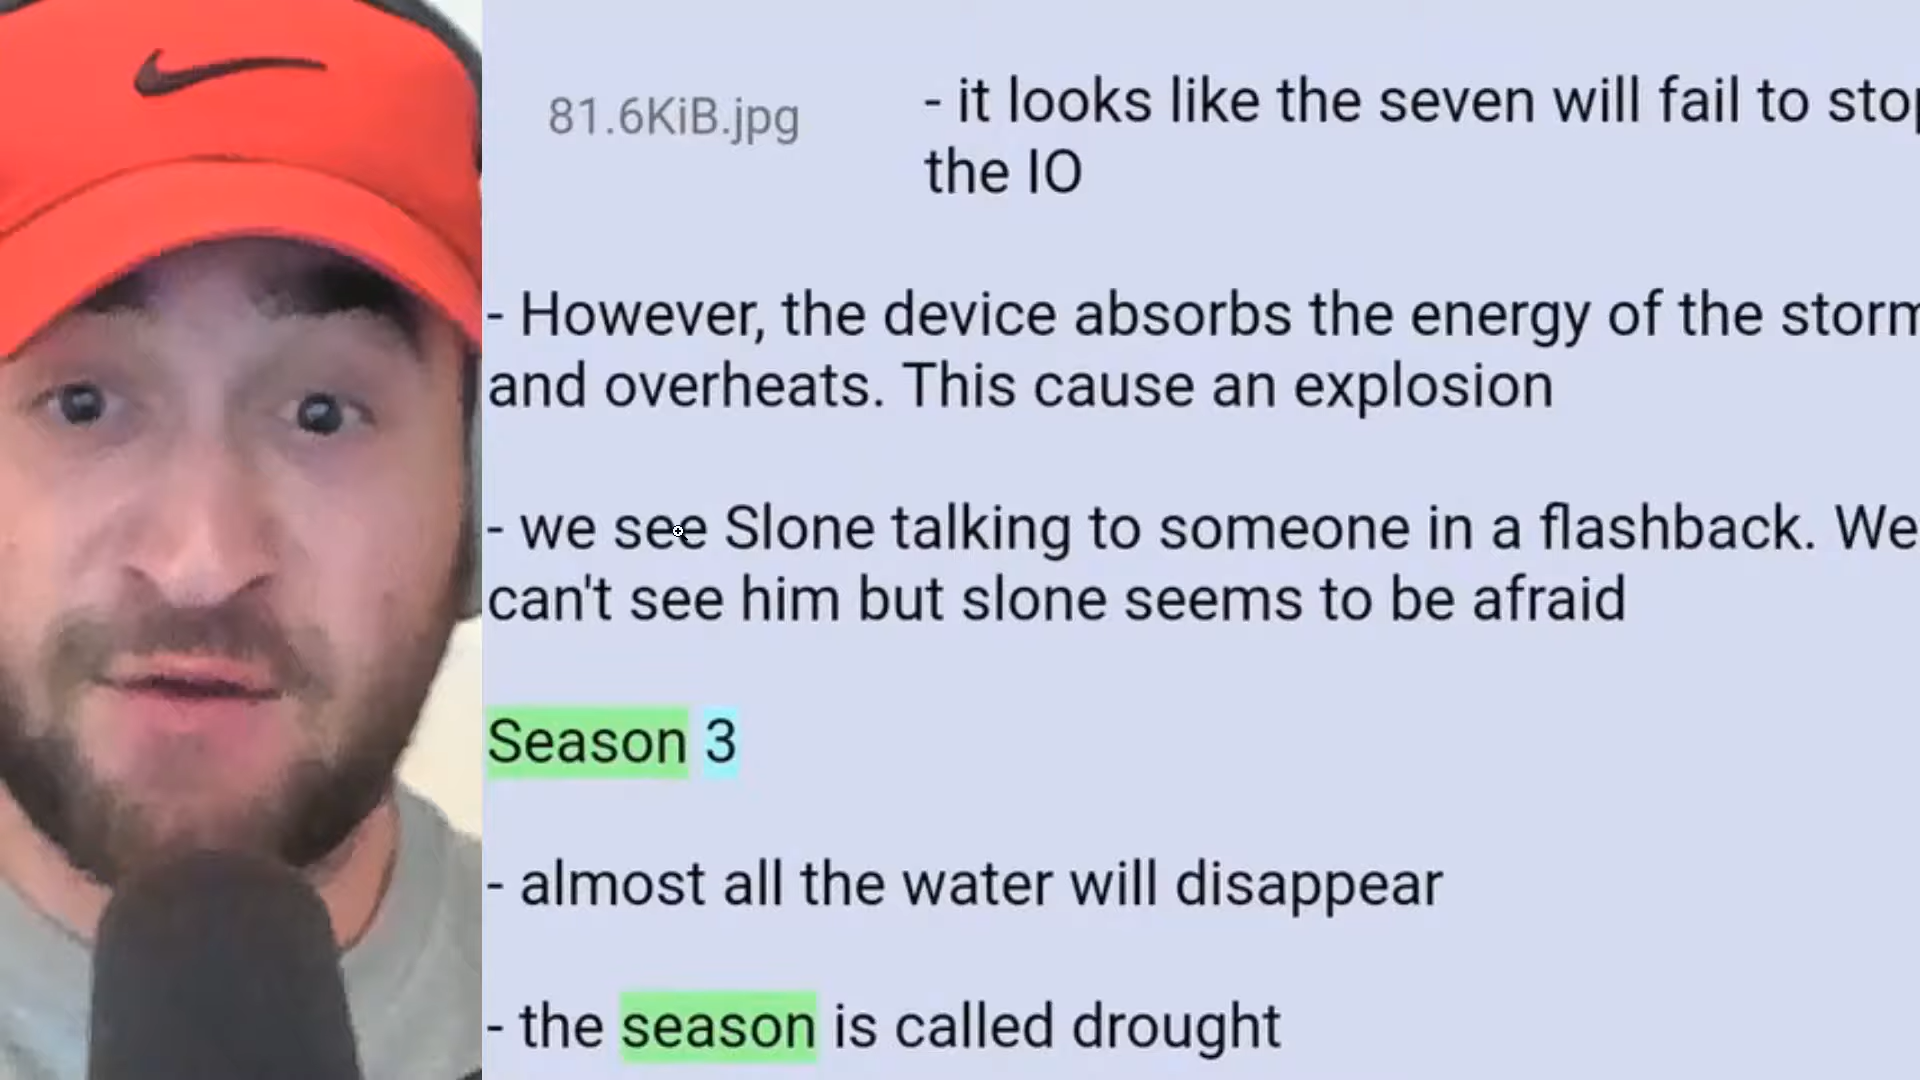 81.6KiB.jpg
- it looks like the seven will fail to stop
the IO
- However, the device absorbs the energy of the storm
and overheats. This cause an explosion
- we see Slone talking to someone in a flashback. We
can't see him but slone seems to be afraid
Season 3
- almost all the water will disappear
- the season is called drought